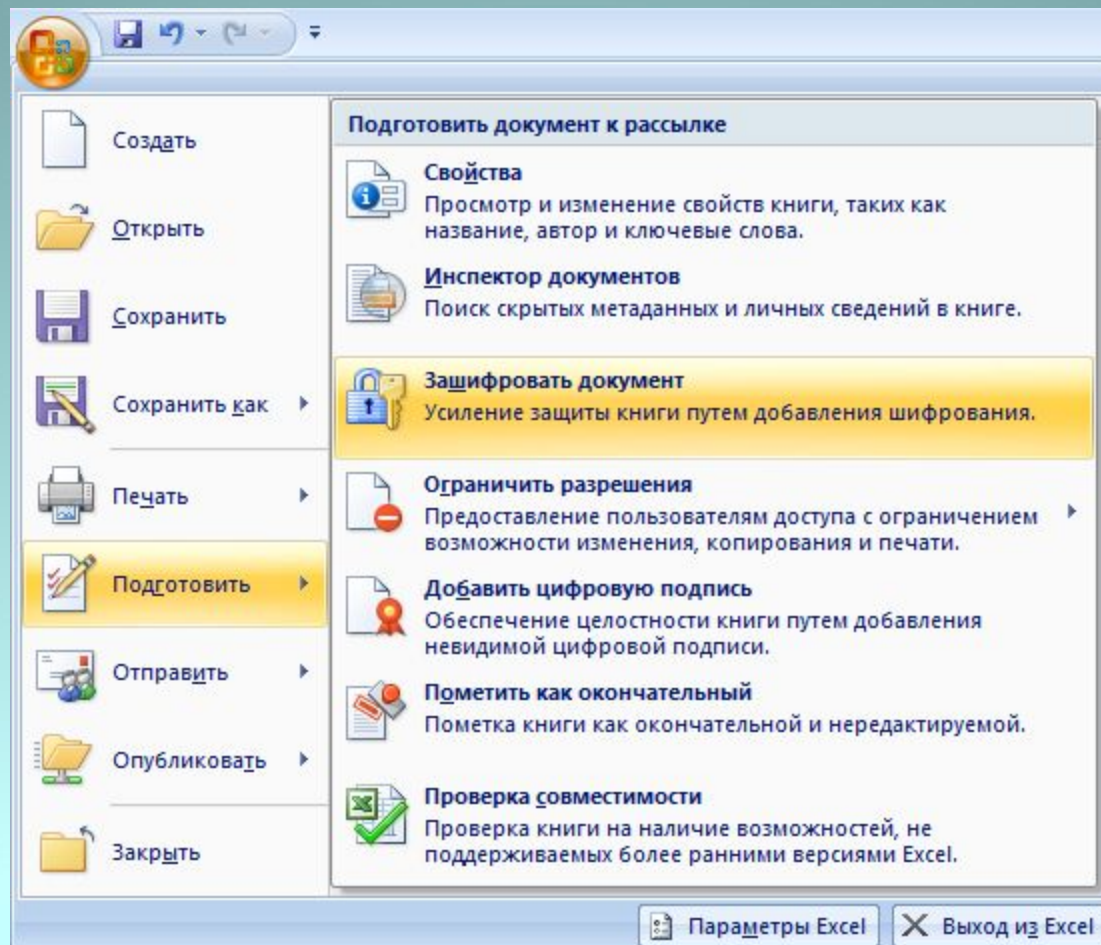 Создать
Открыть
Сохранить
Сохранить как
Печать
Подготовить
Отправить
Опубликовать
Закрыть
Подготовить документ к рассылке
Свойства
Просмотр и изменение свойств книги, таких как
название, автор и ключевые слова.
Инспектор документов
Поиск скрытых метаданных и личных сведений в книге.
Зашифровать документ
Усиление защиты книги путем добавления шифрования.
Ограничить разрешения
Предоставление пользователям доступа с ограничением
возможности изменения, копирования и печати.
Добавить цифровую подпись
Обеспечение целостности книги путем добавления
невидимой цифровой подписи.
Пометить как окончательный
Пометка книги как окончательной и нередактируемой.
Проверка совместимости
Проверка книги на наличие возможностей, не
поддерживаемых более ранними версиями Excel.
Параметры Excel
Выход из Excel